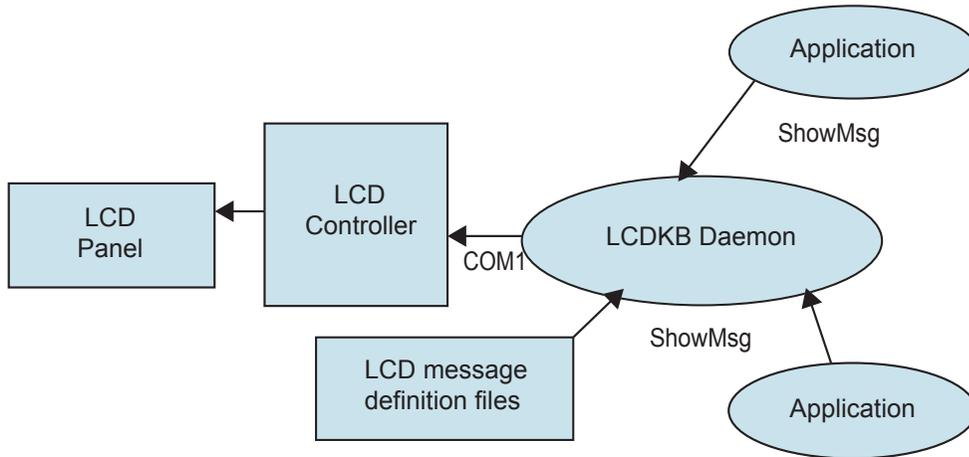 Application
ShowMsg
LCD
Controller
LCD
Panel
LCDKB Daemon
COM1
ShowMsg
LCD message
definition files
Application